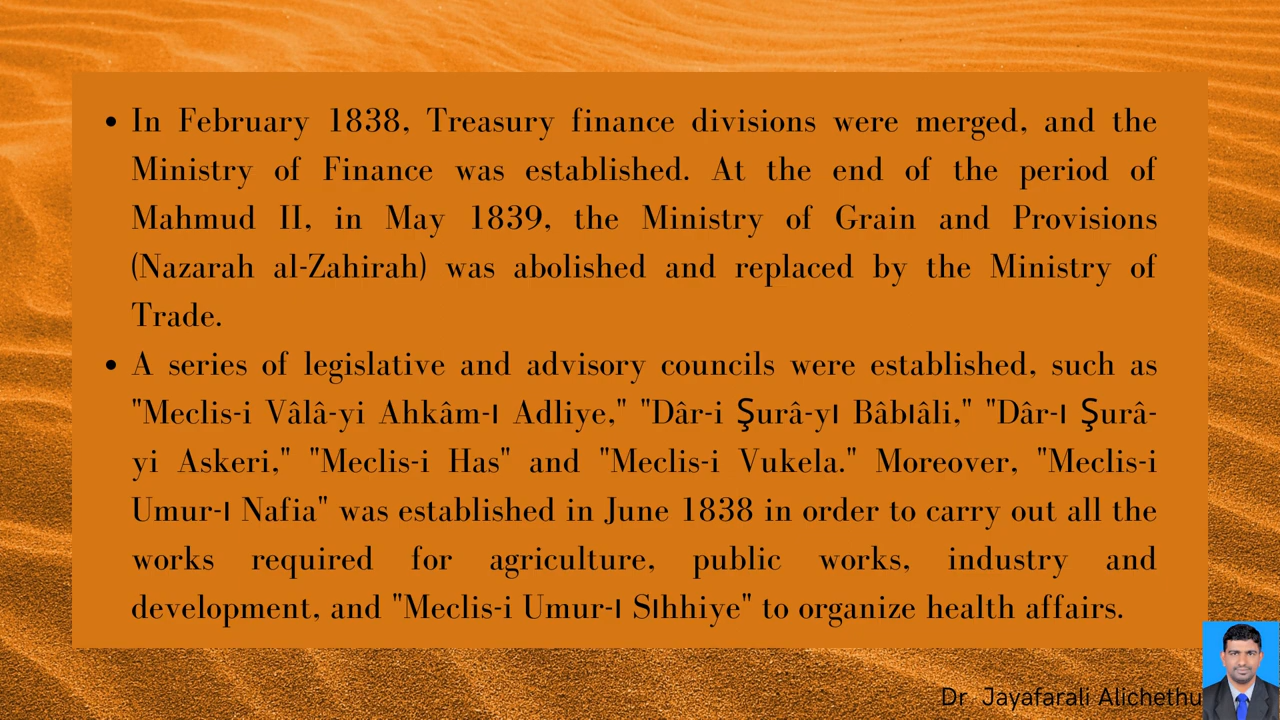 • In February 1838, Treasury finance divisions were merged, and the
Ministry of Finance was established. At the end of the period of
Mahmud II, in May 1839, the Ministry of Grain and Provisions
(Nazarah al-Zahirah) was abolished and replaced by the Ministry of
Trade.
• A series of legislative and advisory councils were established, such as
"Meclis-i Vâlâ-yi Ahkâm-ı Adliye," "Dâr-i Şurâ-yı Bâbıâli," "Dâr-ı Şurâ-
yi Askeri," "Meclis-i Has" and "Meclis-i Vukela." Moreover, "Meclis-i
Umur-ı Nafia" was established in June 1838 in order to carry out all the
works required for agriculture, public works, industry and
development, and "Meclis-i Umur-ı Sıhhiye" to organize health affairs.
Dr Jayafarali Alichethu